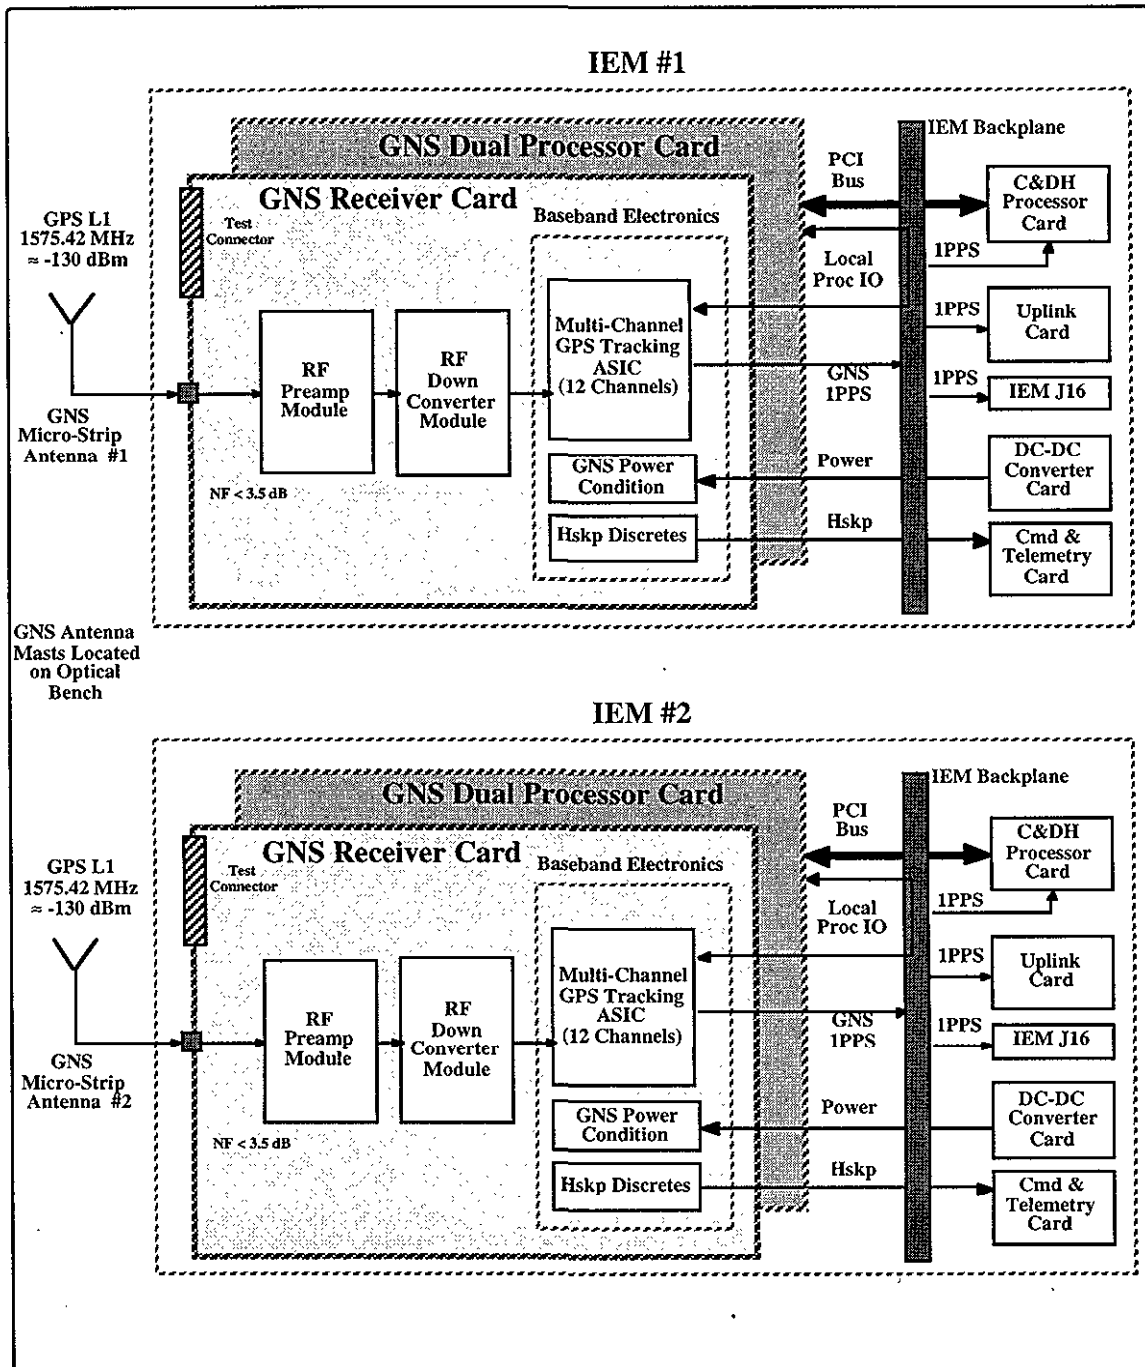 IEM #1
IEM Backplane
GNS Dual Processor Card
GNS Receiver Card
Baseband Electronics
Test
Connector
GPS L1
1575.42 MHz
≈ -130 dBm
GNS
Micro-Strip
Antenna #1
RF
Preamp
Module
RF
Down
Converter
Module
NF < 3.5 dB
Multi-Channel
GPS Tracking
ASIC
(12 Channels)
GNS Power
Condition
Hskp Discretes
PCI
Bus
Local
Proc IO
GNS
1PPS
Power
Hskp
C&DH
Processor
Card
1PPS
1PPS
Uplink
Card
1PPS
IEM J16
DC-DC
Converter
Card
Cmd &
Telemetry
Card
GNS Antenna
Masts Located
on Optical
Bench
IEM #2
IEM Backplane
GNS Dual Processor Card
GNS Receiver Card
Baseband Electronics
Test
Connector
GPS L1
1575.42 MHz
≈ -130 dBm
GNS
Micro-Strip
Antenna #2
RF
Preamp
Module
RF
Down
Converter
Module
NF < 3.5 dB
Multi-Channel
GPS Tracking
ASIC
(12 Channels)
GNS Power
Condition
Hskp Discretes
PCI
Bus
Local
Proc IO
GNS
1PPS
Power
Hskp
C&DH
Processor
Card
1PPS
1PPS
Uplink
Card
1PPS
IEM J16
DC-DC
Converter
Card
Cmd &
Telemetry
Card